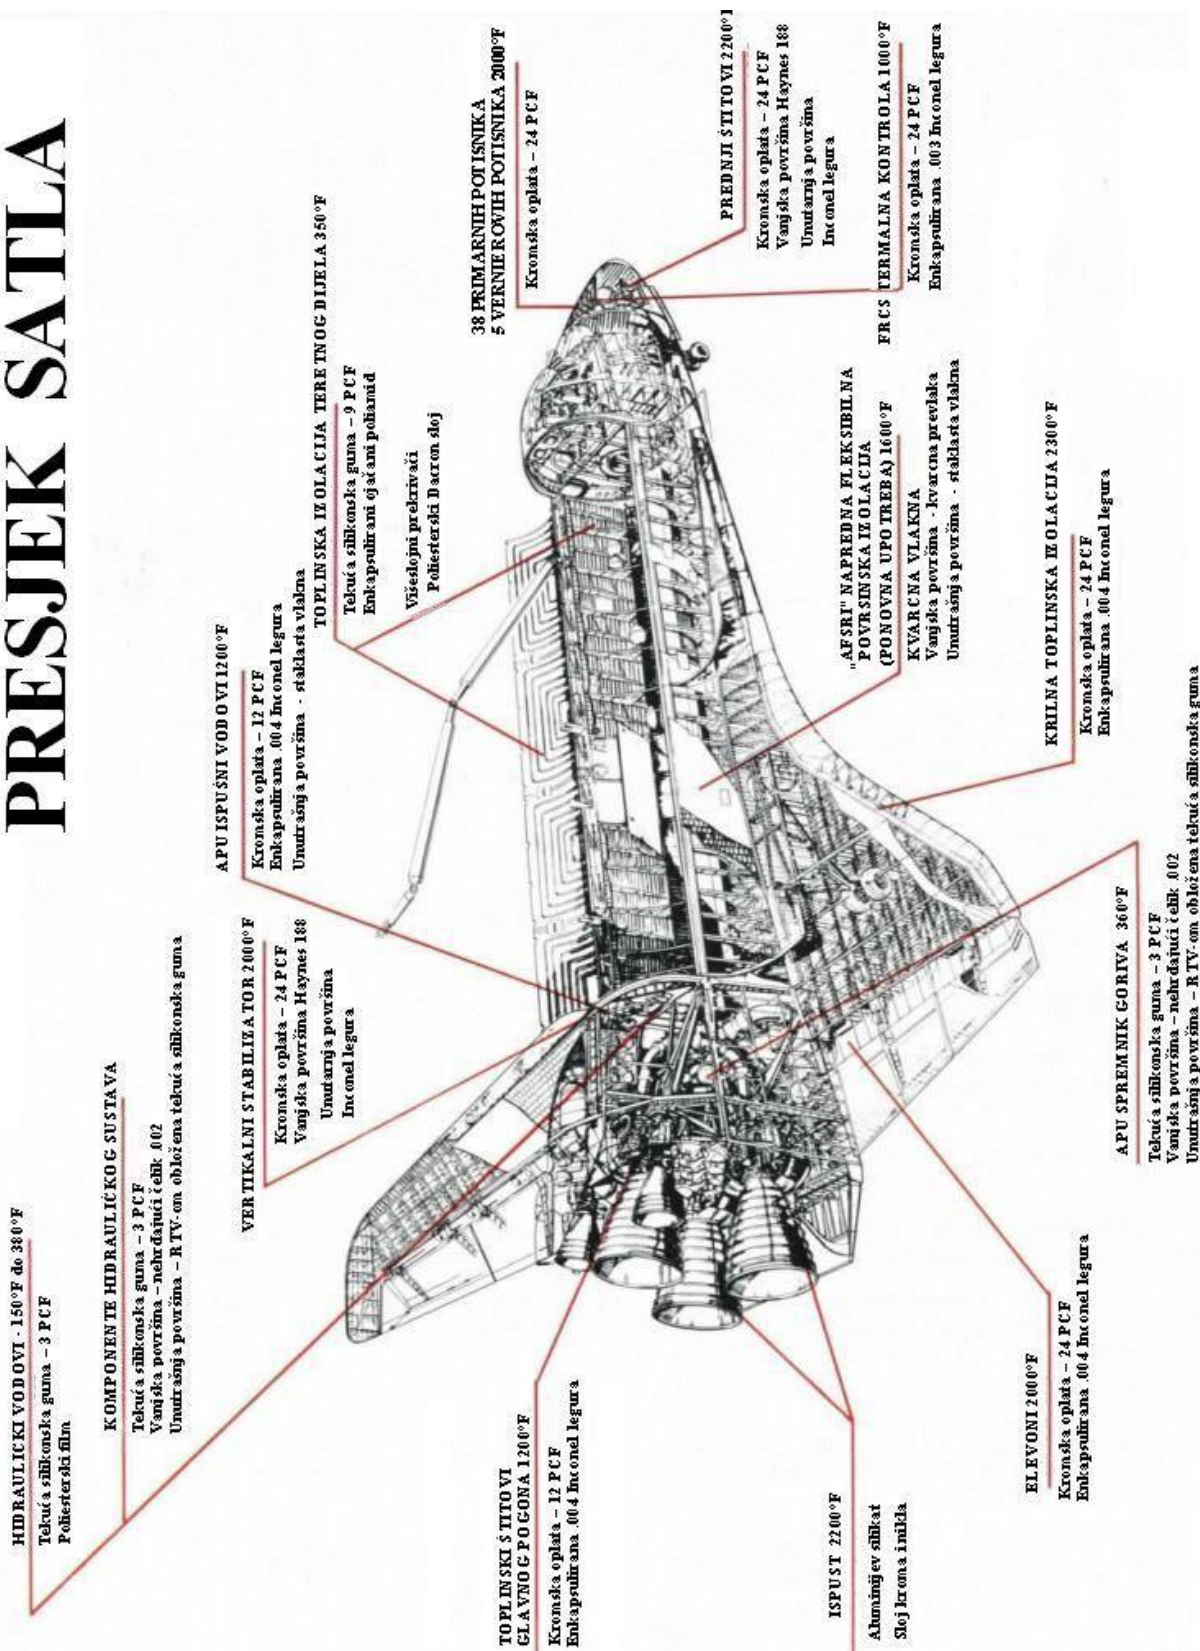 PRESJEK SATLA
HIDRAULICKI VODOVI - 150°F do 380°F
Tekuća silikonska guma – 3 PCF
Poliesterski film
KOMPONENTE HIDRAULIČKOG SUSTAVA
Tekuća silikonska guma – 3 PCF
Vanjska površina – nehrđajući čelik .002
Unutrašnja površina – RTV-om obložena tekuća silikonska guma
APU ISPUŠNI VODOVI 1200°F
Kromska oplata – 12 PCF
Enkapsulirana .004 Inconel legura
Unutrašnja površina - staklasta vlakna
VERTIKALNI STABILIZATOR 2000°F
Kromska oplata – 24 PCF
Vanjska površina Haynes 188
Unutarnja površina
Inconel legura
TOPLINSKA IZOLACIJA TERETNOG DIJELA 350°F
Tekuća silikonska guma – 9 PCF
Enkapsulirani ojačani poliamid
Višeslojni prekrivači
Poliesterski Dacron sloj
38 PRIMARNIH POTISNIKA
5 VERNIEROVIH POTISNIKA 2000°F
Kromska oplata – 24 PCF
PREDNJI ŠTITOVI 2200°F
Kromska oplata – 24 PCF
Vanjska površina Haynes 188
Unutarnja površina
Inconel legura
FRCS TERMALNA KONTROLA 1000°F
Kromska oplata – 24 PCF
Enkapsulirana .003 Inconel legura
"AFSRI" NAPREDNA FLEKSIBILNA
POVRSINSKA IZOLACIJA
(PONOVNA UPOTREBA) 1600°F
KVARCNA VLAKNA
Vanjska površina - kvarcna prevlaka
Unutrašnja površina - staklasta vlakna
KRILNA TOPLINSKA IZOLACIJA 2300°F
Kromska oplata – 24 PCF
Enkapsulirana .004 Inconel legura
TOPLINSKI ŠTITOVI
GLAVNOG POGONA 1200°F
Kromska oplata – 12 PCF
Enkapsulirana .004 Inconel legura
ISPUST 2200°F
Aluminijev silikat
Sloj kroma i nikla
ELEVONI 2000°F
Kromska oplata – 24 PCF
Enkapsulirana .004 Inconel legura
APU SPREMNIK GORIVA 360°F
Tekuća silikonska guma – 3 PCF
Vanjska površina – nehrđajući čelik .002
Unutrašnja površina – RTV-om obložena tekuća silikonska guma